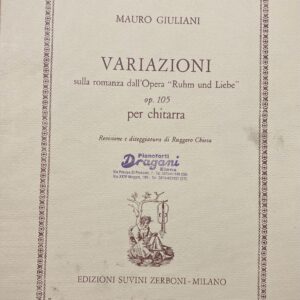 MAURO GIULIANI
VARIAZIONI
sulla romanza dall'Opera "Ruhm und Liebe"
op. 105
per chitarra
Revisione e diteggiatura di Ruggero Chiesa
Pianoforti
Dragani
Siena
EDIZIONI SUVINI ZERBONI - MILANO